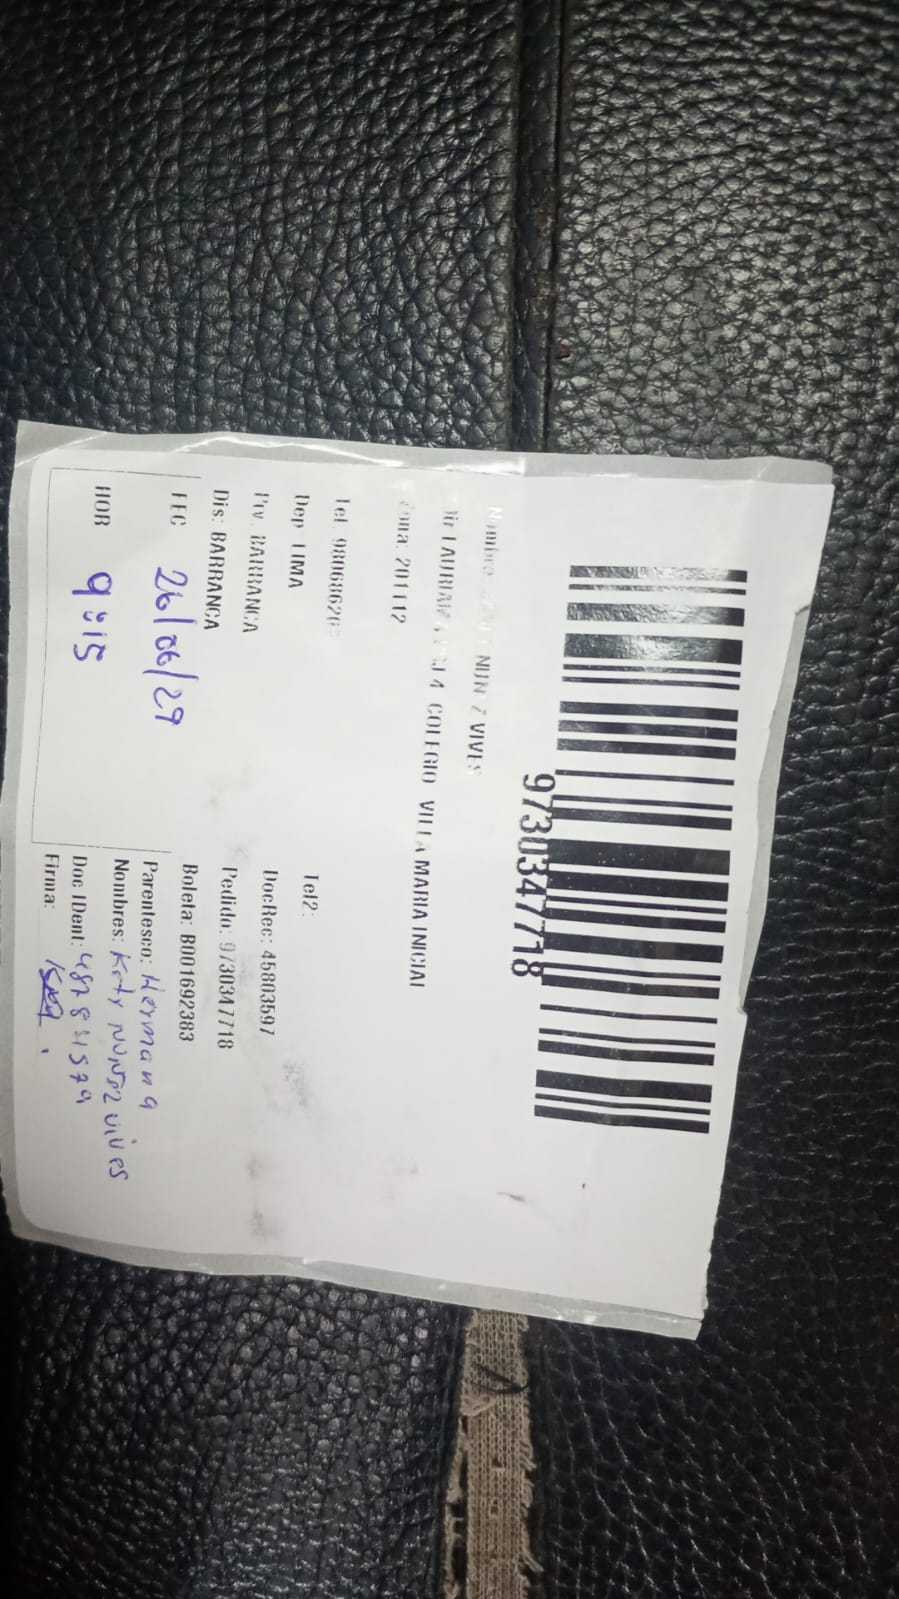 9730347718
NUN Z VIVES
4 COLEGIO VILLA MARIA INICIAL
201112
Tel:
Tel2:
Dep LIMA
DocRec: 45803597
Prv. BARRANCA
Pedido: 9730347718
Dis: BARRANCA
Boleta: B001692383
FEC 26/06/29
Parentesco: Hermana
Nombres: Katy NUÑEZ VIVES
HOR 9:15
Doc IDent:
Firma: